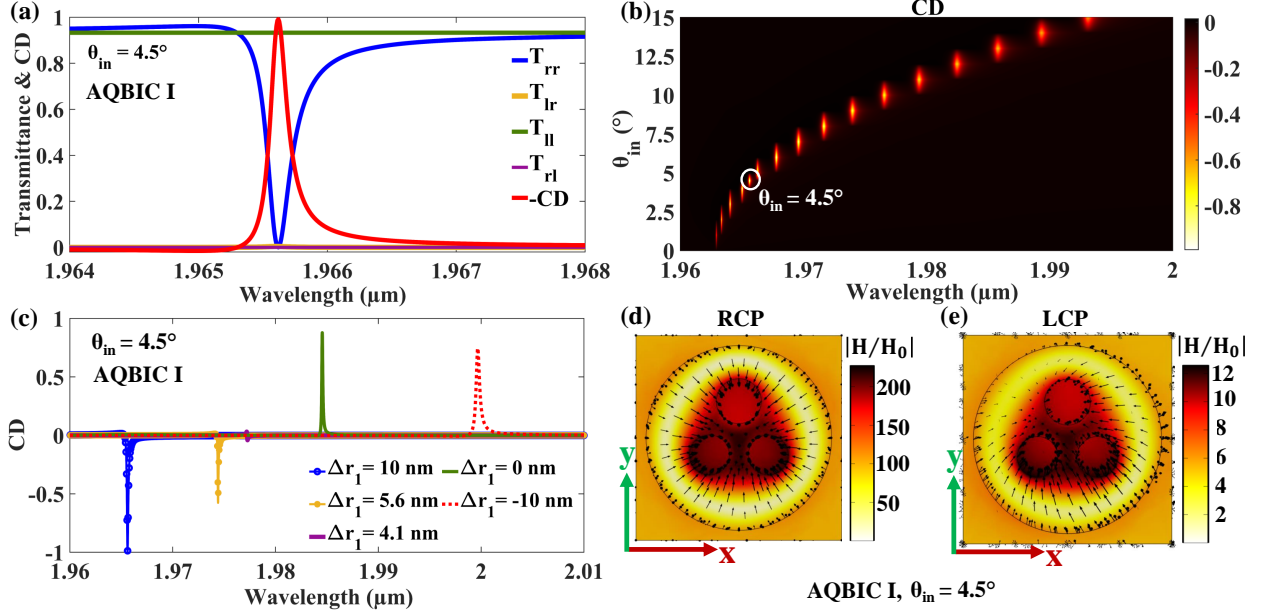 (a)
Transmittance & CD
1
0.8
0.6
0.4
0.2
0
θin = 4.5°
AQBIC I
Trr
Tlr
Tll
Trl
-CD
1.964 1.965 1.966 1.967 1.968
Wavelength (µm)
(b)
CD
θin (°)
15
12.5
10
7.5
5
2.5
0
θin = 4.5°
1.96 1.97 1.98 1.99 2
Wavelength (µm)
0
-0.2
-0.4
-0.6
-0.8
(c)
CD
1
0.5
0
-0.5
-1
θin = 4.5°
AQBIC I
Δr1= 10 nm
Δr1= 5.6 nm
Δr1= 4.1 nm
Δr1= 0 nm
Δr1= -10 nm
1.96 1.97 1.98 1.99 2 2.01
Wavelength (µm)
(d)
RCP
|H/H0|
200
150
100
50
y
x
(e)
LCP
|H/H0|
12
10
8
6
4
2
y
x
AQBIC I, θin = 4.5°